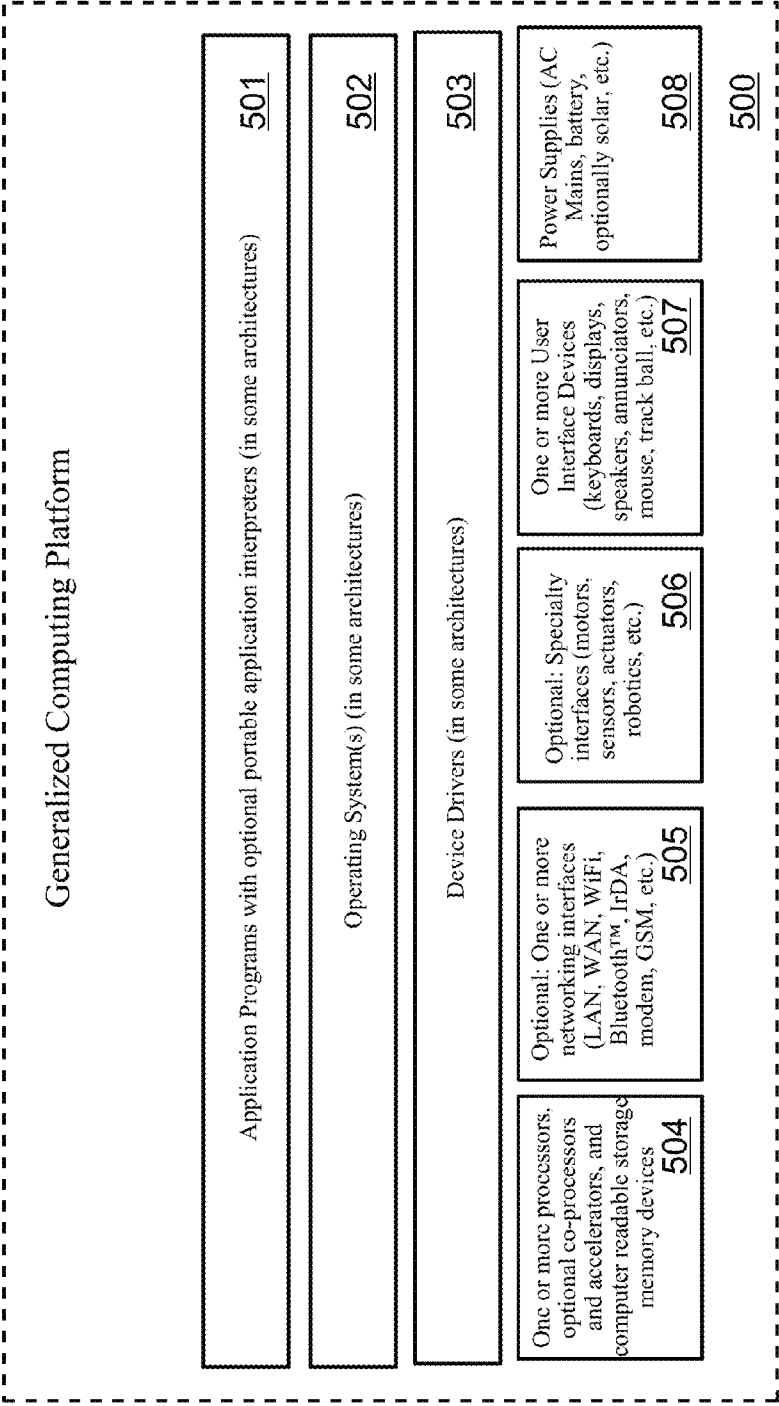 Generalized Computing Platform
Application Programs with optional portable application interpreters (in some architectures)
501
Operating System(s) (in some architectures)
502
Device Drivers (in some architectures)
503
One or more processors,
optional co-processors
and accelerators, and
computer readable storage
memory devices
504
Optional: One or more
networking interfaces
(LAN, WAN, WiFi,
Bluetooth™, IrDA,
modem, GSM, etc.)
505
Optional: Specialty
interfaces (motors,
sensors, actuators,
robotics, etc.)
506
One or more User
Interface Devices
(keyboards, displays,
speakers, annunciators,
mouse, track ball, etc.)
507
Power Supplies (AC
Mains, battery,
optionally solar, etc.)
508
500